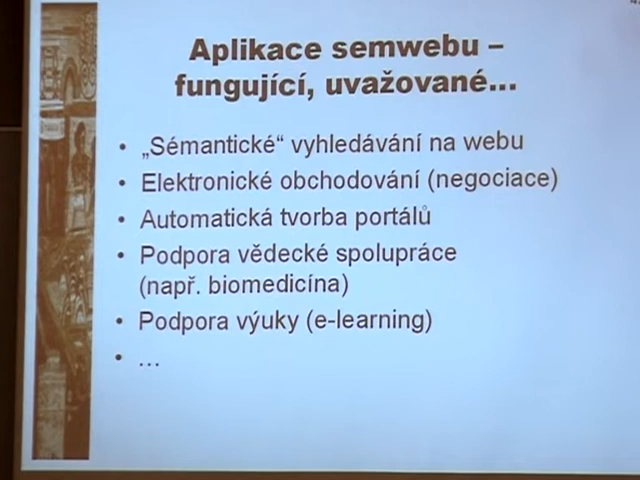 Aplikace semwebu –
fungující, uvažované...
• „Sémantické“ vyhledávání na webu
• Elektronické obchodování (negociace)
• Automatická tvorba portálů
• Podpora vědecké spolupráce
(např. biomedicína)
• Podpora výuky (e-learning)
• ...